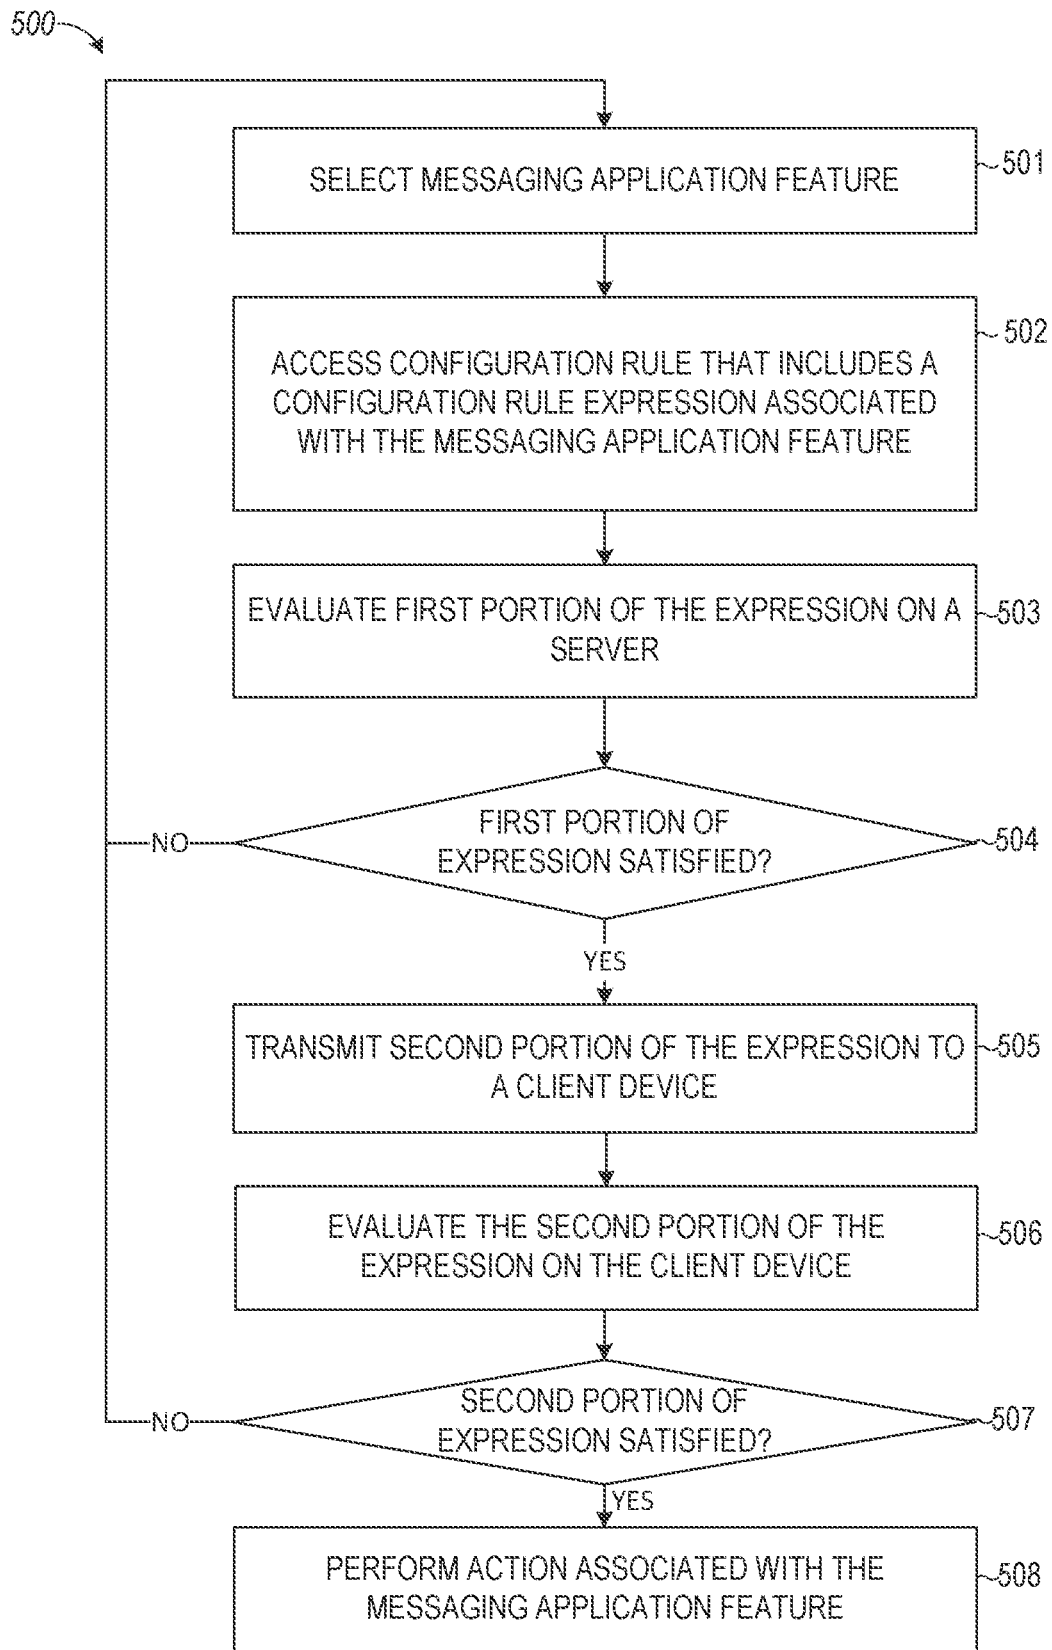 500
SELECT MESSAGING APPLICATION FEATURE
501
ACCESS CONFIGURATION RULE THAT INCLUDES A
CONFIGURATION RULE EXPRESSION ASSOCIATED
WITH THE MESSAGING APPLICATION FEATURE
502
EVALUATE FIRST PORTION OF THE EXPRESSION ON A
SERVER
503
FIRST PORTION OF
EXPRESSION SATISFIED?
504
NO
YES
TRANSMIT SECOND PORTION OF THE EXPRESSION TO
A CLIENT DEVICE
505
EVALUATE THE SECOND PORTION OF THE
EXPRESSION ON THE CLIENT DEVICE
506
SECOND PORTION OF
EXPRESSION SATISFIED?
507
NO
YES
PERFORM ACTION ASSOCIATED WITH THE
MESSAGING APPLICATION FEATURE
508